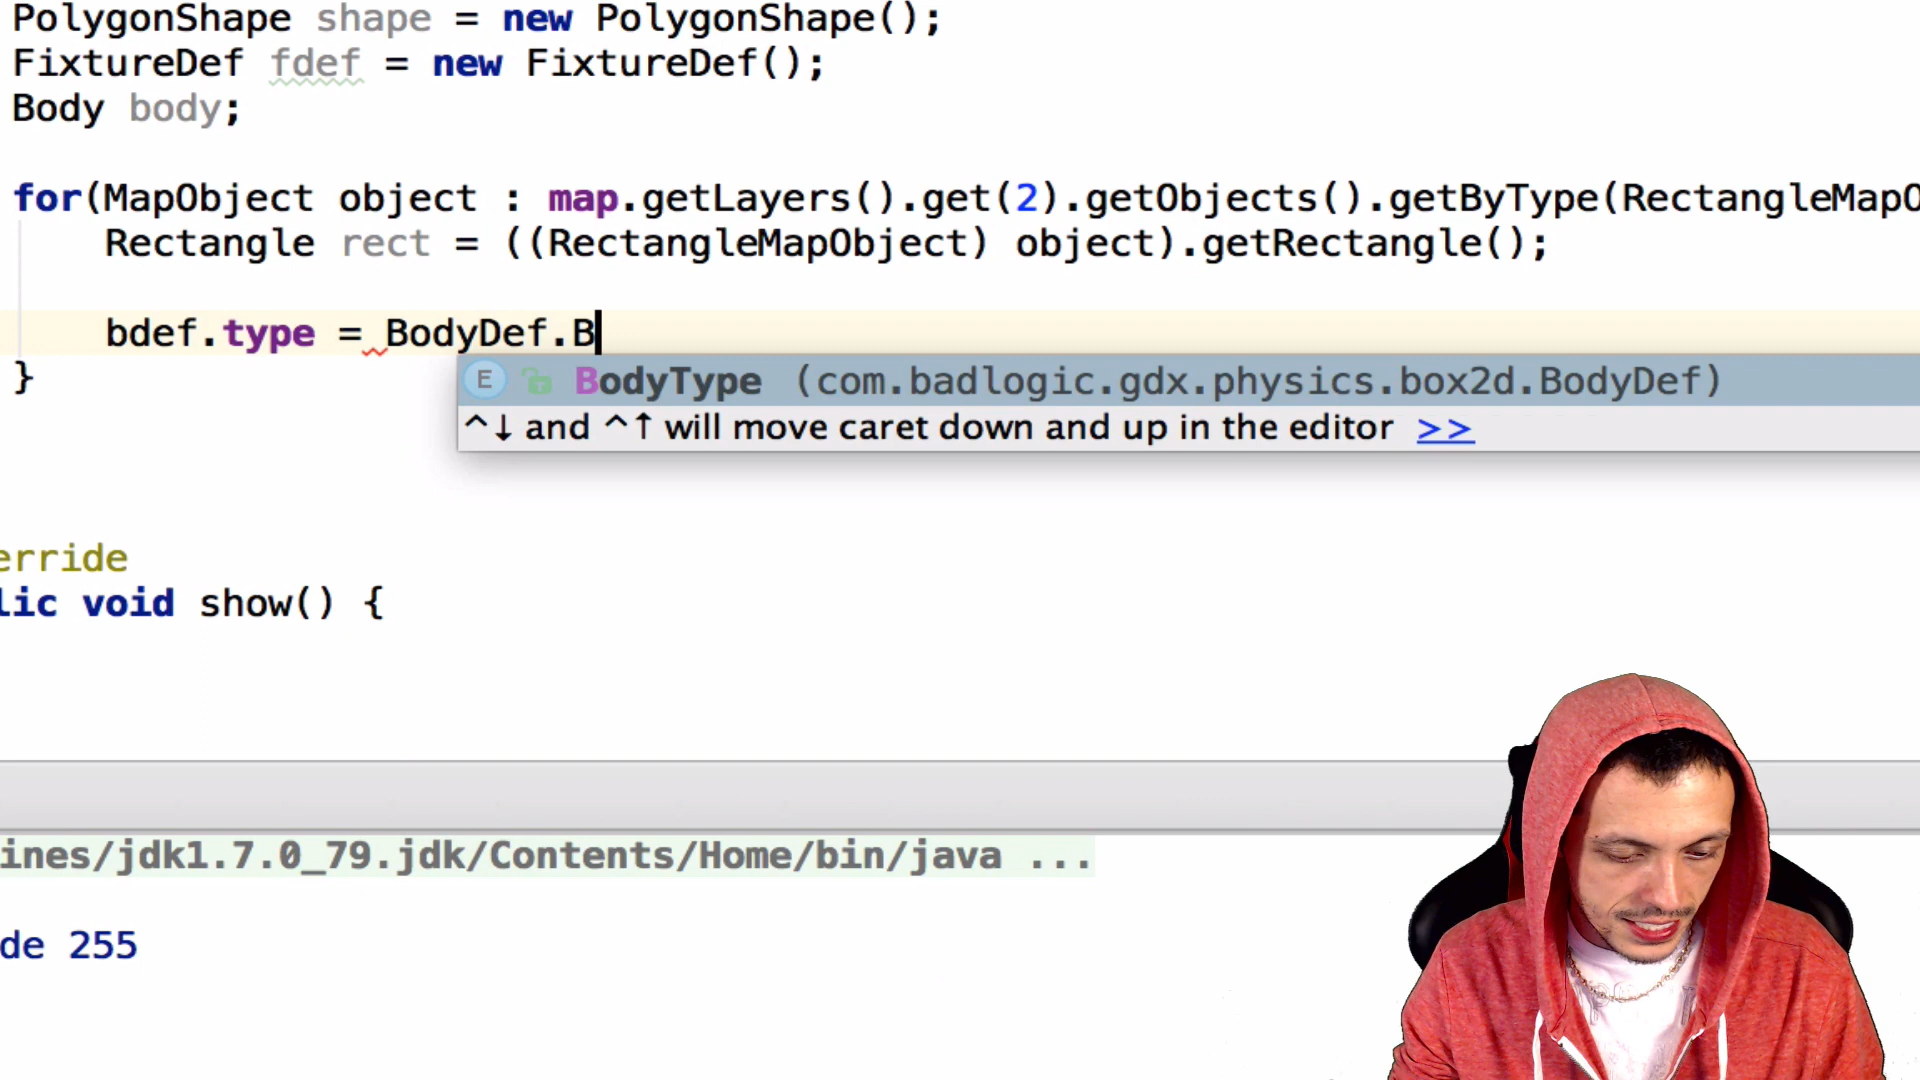 PolygonShape shape = new PolygonShape();
FixtureDef fdef = new FixtureDef();
Body body;
for(MapObject object : map.getLayers().get(2).getObjects().getByType(RectangleMapO
Rectangle rect = ((RectangleMapObject) object).getRectangle();
bdef.type = BodyDef.B
E BodyType (com.badlogic.gdx.physics.box2d.BodyDef)
^↓ and ^↑ will move caret down and up in the editor >>
}
erride
lic void show() {
ines/jdk1.7.0_79.jdk/Contents/Home/bin/java ...
de 255